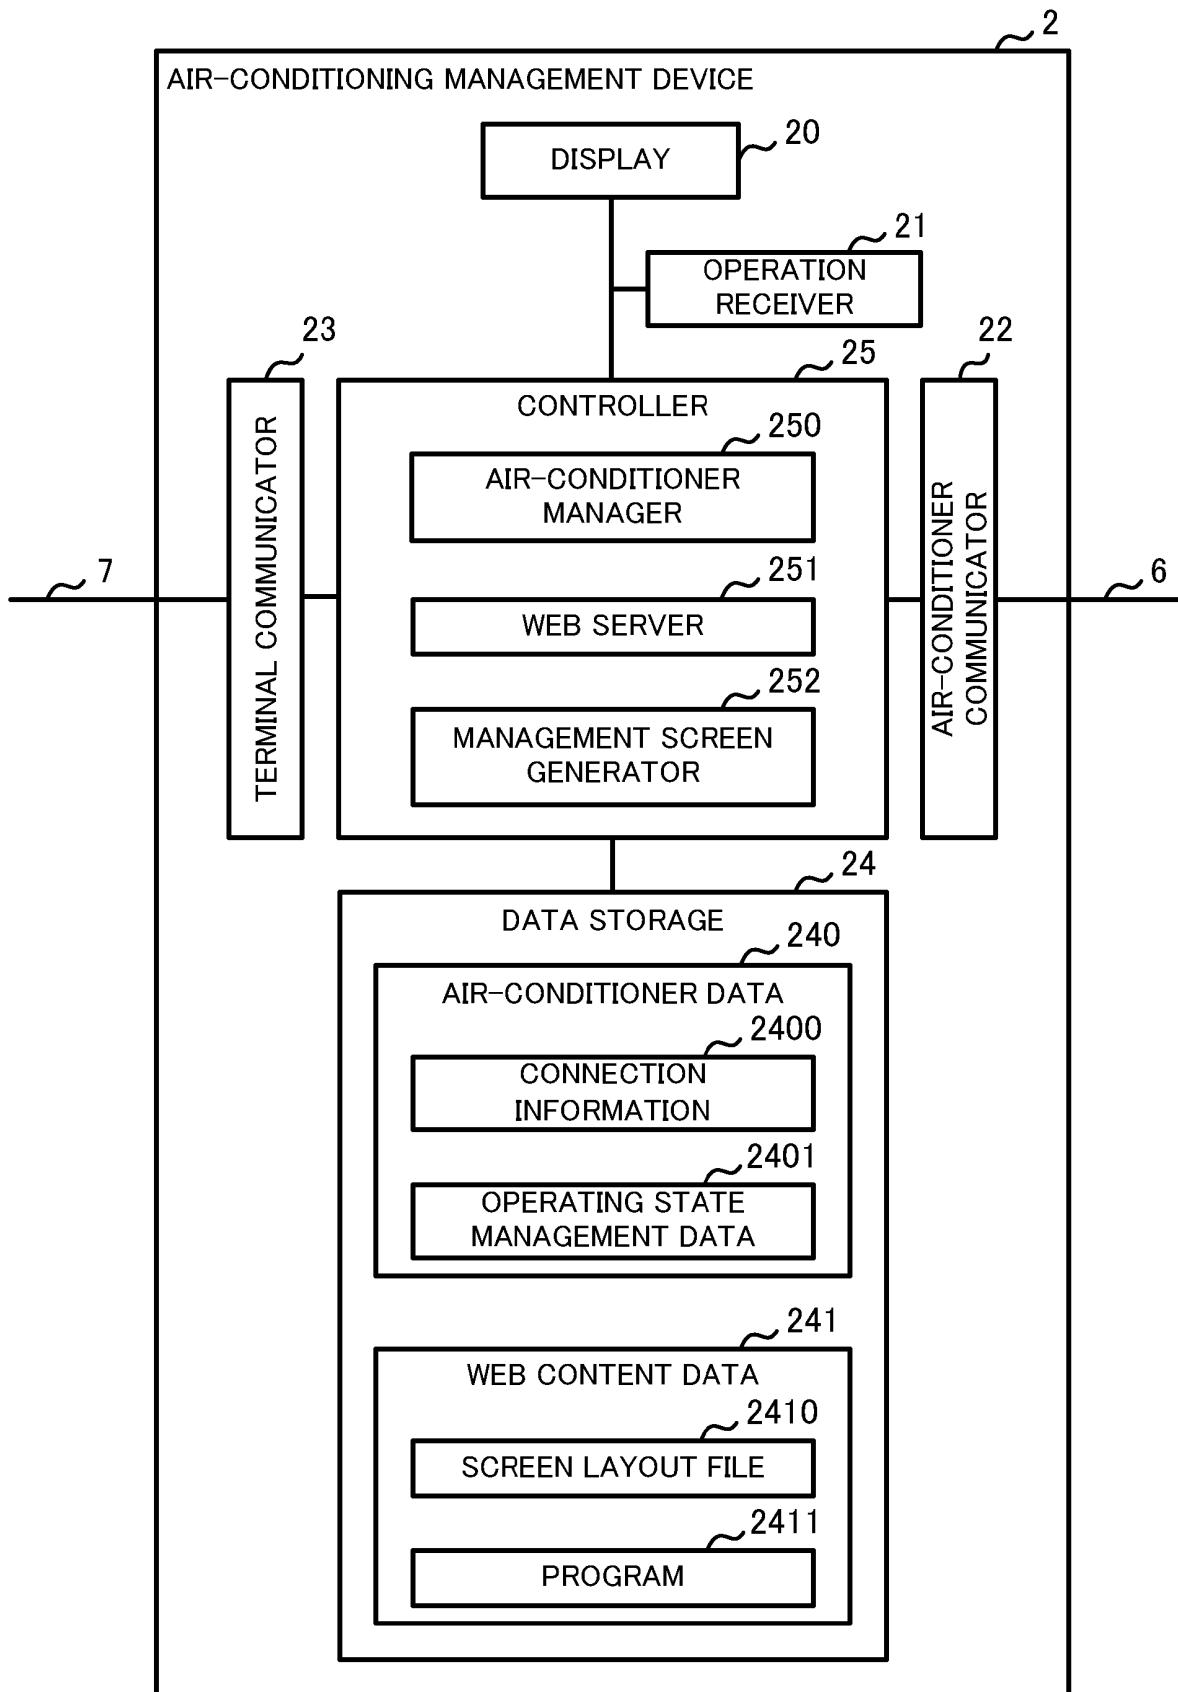 2
AIR-CONDITIONING MANAGEMENT DEVICE
20
DISPLAY
21
OPERATION
RECEIVER
23
25
22
TERMINAL COMMUNICATOR
CONTROLLER
250
AIR-CONDITIONER
MANAGER
251
WEB SERVER
252
MANAGEMENT SCREEN
GENERATOR
AIR-CONDITIONER
COMMUNICATOR
7
6
24
DATA STORAGE
240
AIR-CONDITIONER DATA
2400
CONNECTION
INFORMATION
2401
OPERATING STATE
MANAGEMENT DATA
241
WEB CONTENT DATA
2410
SCREEN LAYOUT FILE
2411
PROGRAM